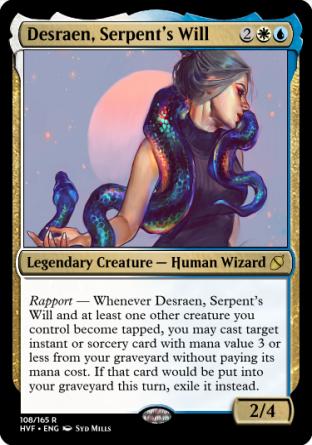 Desraen, Serpent's Will 2
Legendary Creature — Human Wizard
Rapport — Whenever Desraen, Serpent's
Will and at least one other creature you
control become tapped, you may cast target
instant or sorcery card with mana value 3 or
less from your graveyard without paying its
mana cost. If that card would be put into
your graveyard this turn, exile it instead.
2/4
108/165 R
HVF • ENG Syd Mills